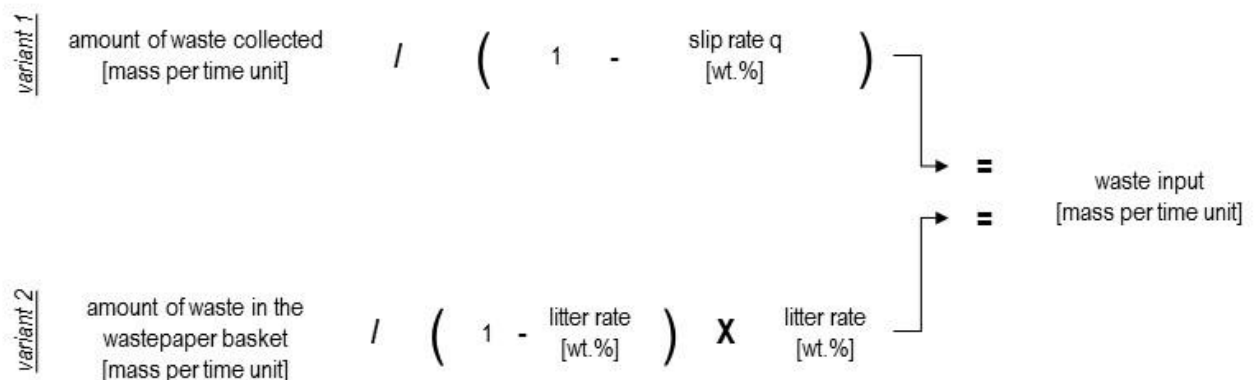 variant 1
amount of waste collected
[mass per time unit]
/ ( 1 - slip rate q
[wt.%] )
=
=
waste input
[mass per time unit]
variant 2
amount of waste in the
wastepaper basket
[mass per time unit]
/ ( 1 - litter rate
[wt.%] ) X litter rate
[wt.%]